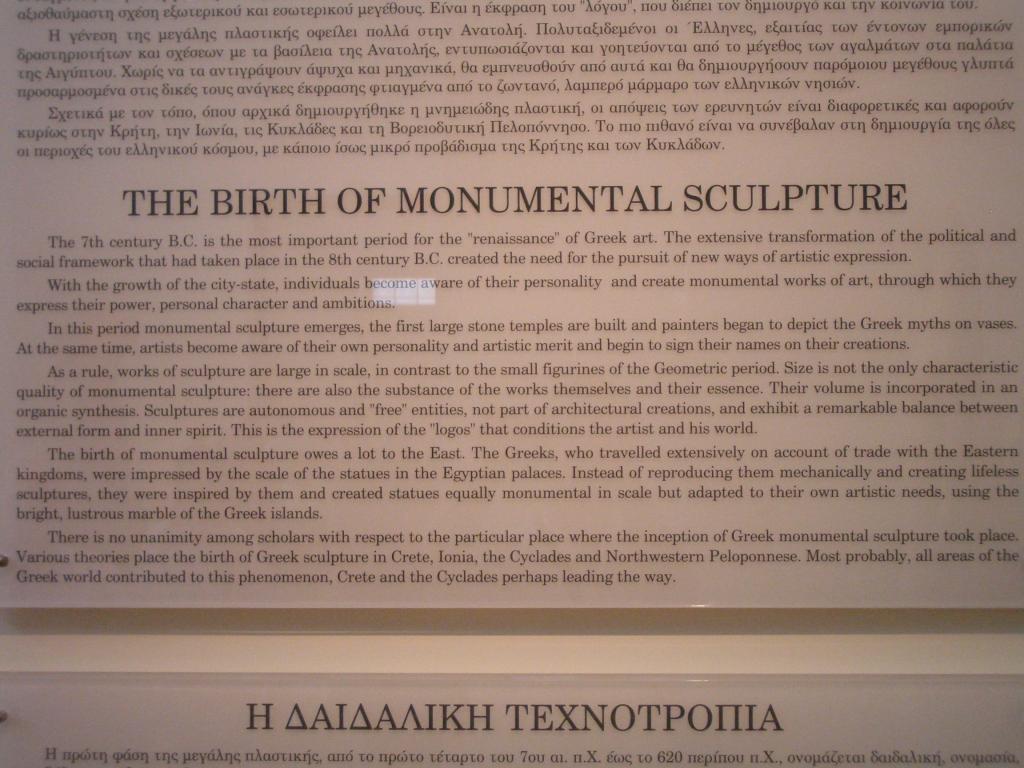 αξιοθαύμαστη σχέση εξωτερικού και εσωτερικού μεγέθους. Είναι η έκφραση του "λόγου", που διέπει τον δημιουργό και την κοινωνία του.
Η γένεση της μεγάλης πλαστικής οφείλει πολλά στην Ανατολή. Πολυταξιδεμένοι οι Έλληνες, εξαιτίας των έντονων εμπορικών
δραστηριοτήτων και σχέσεων με τα βασίλεια της Ανατολής, εντυπωσιάζονται και γοητεύονται από το μέγεθος των αγαλμάτων στα παλάτια
της Αιγύπτου. Χωρίς να τα αντιγράψουν άψυχα και μηχανικά, θα εμπνευσθούν από αυτά και θα δημιουργήσουν παρόμοιου μεγέθους γλυπτά
προσαρμοσμένα στις δικές τους ανάγκες έκφρασης φτιαγμένα από το ζωντανό, λαμπερό μάρμαρο των ελληνικών νησιών.
Σχετικά με τον τόπο, όπου αρχικά δημιουργήθηκε η μνημειώδης πλαστική, οι απόψεις των ερευνητών είναι διαφορετικές και αφορούν
κυρίως στην Κρήτη, την Ιωνία, τις Κυκλάδες και τη Βορειοδυτική Πελοπόννησο. Το πιο πιθανό είναι να συνέβαλαν στη δημιουργία της όλες
οι περιοχές του ελληνικού κόσμου, με κάποιο ίσως μικρό προβάδισμα της Κρήτης και των Κυκλάδων.
THE BIRTH OF MONUMENTAL SCULPTURE
The 7th century B.C. is the most important period for the "renaissance" of Greek art. The extensive transformation of the political and
social framework that had taken place in the 8th century B.C. created the need for the pursuit of new ways of artistic expression.
With the growth of the city-state, individuals become aware of their personality and create monumental works of art, through which they
express their power, personal character and ambitions.
In this period monumental sculpture emerges, the first large stone temples are built and painters began to depict the Greek myths on vases.
At the same time, artists become aware of their own personality and artistic merit and begin to sign their names on their creations.
As a rule, works of sculpture are large in scale, in contrast to the small figurines of the Geometric period. Size is not the only characteristic
quality of monumental sculpture: there are also the substance of the works themselves and their essence. Their volume is incorporated in an
organic synthesis. Sculptures are autonomous and "free" entities, not part of architectural creations, and exhibit a remarkable balance between
external form and inner spirit. This is the expression of the "logos" that conditions the artist and his world.
The birth of monumental sculpture owes a lot to the East. The Greeks, who travelled extensively on account of trade with the Eastern
kingdoms, were impressed by the scale of the statues in the Egyptian palaces. Instead of reproducing them mechanically and creating lifeless
sculptures, they were inspired by them and created statues equally monumental in scale but adapted to their own artistic needs, using the
bright, lustrous marble of the Greek islands.
There is no unanimity among scholars with respect to the particular place where the inception of Greek monumental sculpture took place.
Various theories place the birth of Greek sculpture in Crete, Ionia, the Cyclades and Northwestern Peloponnese. Most probably, all areas of the
Greek world contributed to this phenomenon, Crete and the Cyclades perhaps leading the way.
Η ΔΑΙΔΑΛΙΚΗ ΤΕΧΝΟΤΡΟΠΙΑ
Η πρώτη φάση της μεγάλης πλαστικής, από το πρώτο τέταρτο του 7ου αι. π.Χ. έως το 620 περίπου π.Χ., ονομάζεται δαιδαλική, ονομασία,